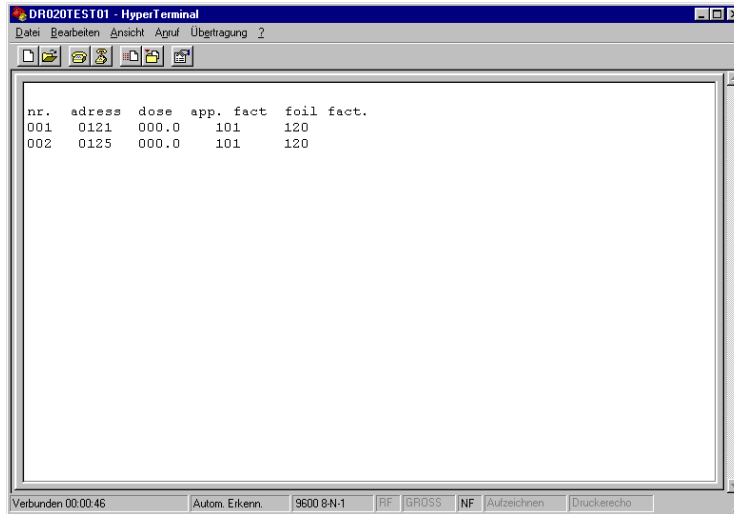 DR020TEST01 - HyperTerminal
Datei Bearbeiten Ansicht Anruf Übertragung ?
nr. adress dose app. fact foil fact.
001 0121 000.0 101 120
002 0125 000.0 101 120
Verbunden 00:00:46 Autom. Erkenn. 9600 8-N-1 RF GROSS NF Aufzeichnen Druckerecho